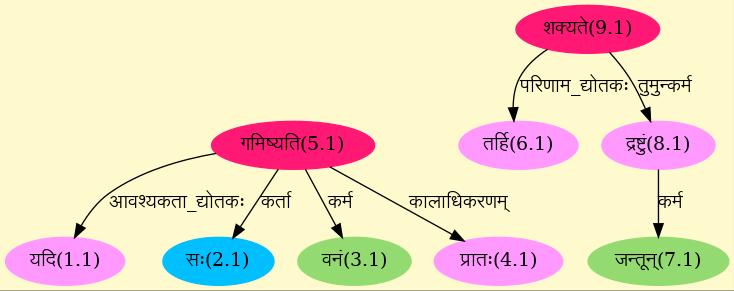 शक्यते(9.1)
परिणाम_द्योतकः तुमुन्कर्म
गमिष्यति(5.1) तर्हि(6.1) द्रष्टुं(8.1)
आवश्यकता_द्योतकः कर्ता कर्म कालाधिकरणम् कर्म
यदि(1.1) सः(2.1) वनं(3.1) प्रातः(4.1) जन्तून्(7.1)